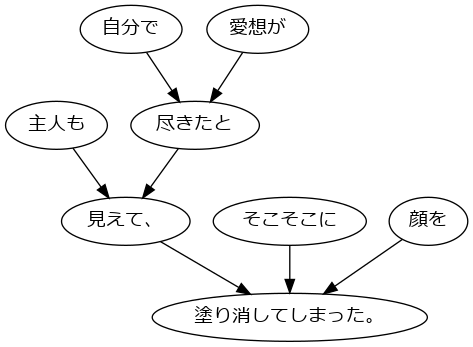 自分で
愛想が
主人も
尽きたと
見えて、
そこそこに
顔を
塗り消してしまった。